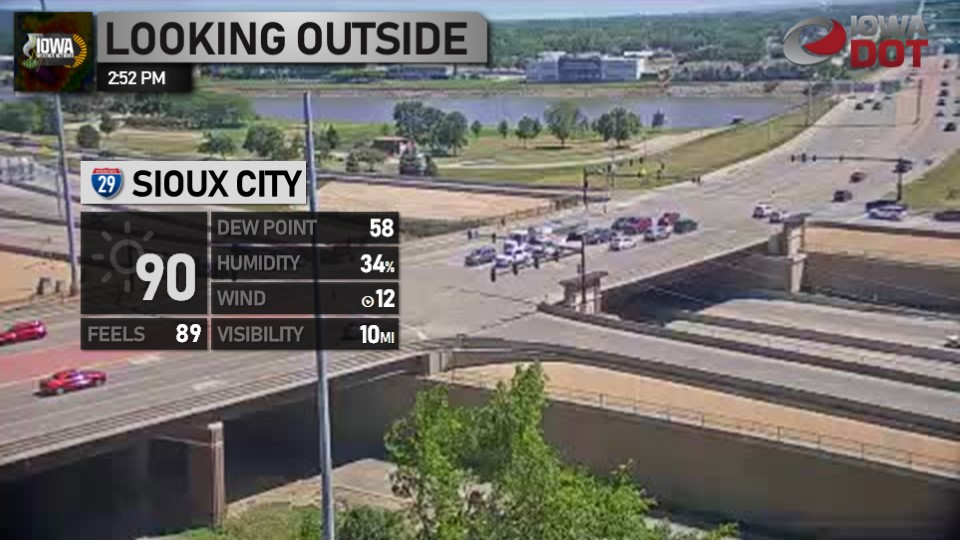 IOWA
LOOKING OUTSIDE
IOWA
DOT
2:52 PM
29 SIOUX CITY
90
DEW POINT 58
HUMIDITY 34%
WIND 12
FEELS 89
VISIBILITY 10MI